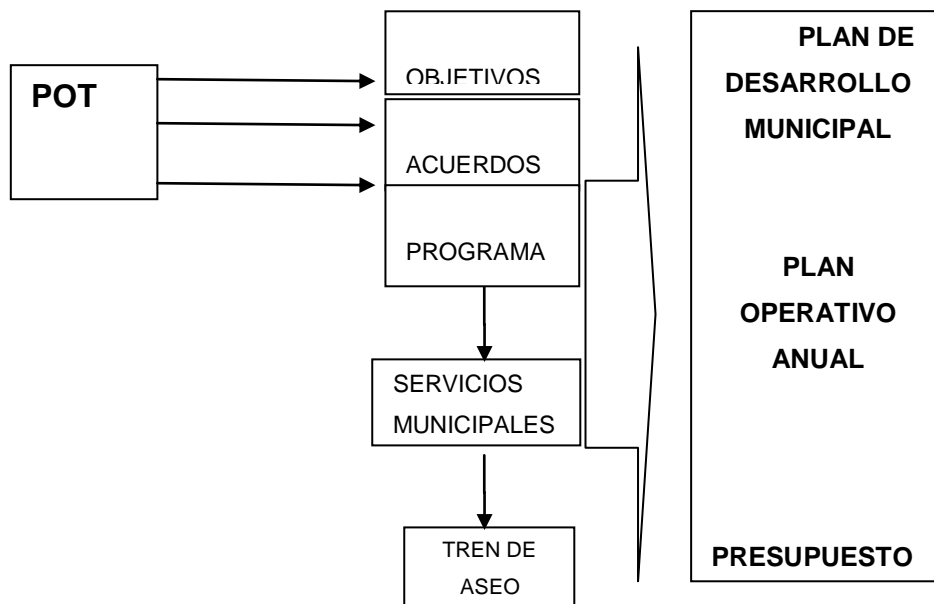 POT
OBJETIVOS
ACUERDOS
PROGRAMA
SERVICIOS
MUNICIPALES
TREN DE
ASEO
PLAN DE
DESARROLLO
MUNICIPAL
PLAN
OPERATIVO
ANUAL
PRESUPUESTO